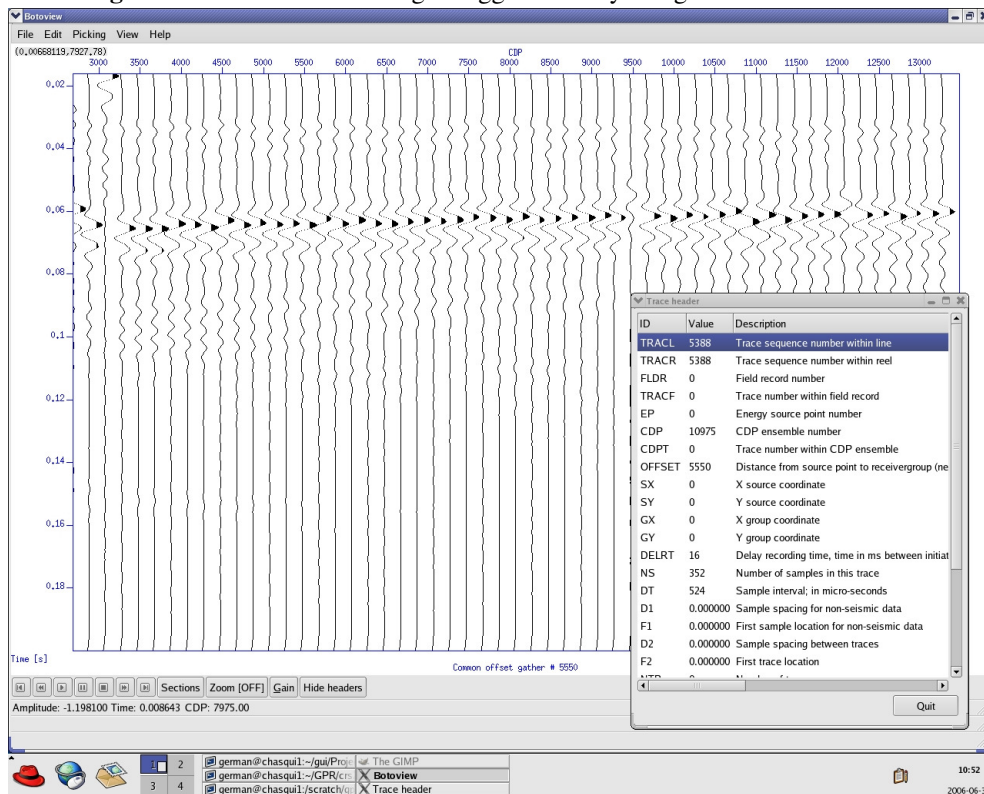 Botoview
File Edit Picking View Help
(0.00668119,7927.78)
CDP
3000 3500 4000 4500 5000 5500 6000 6500 7000 7500 8000 8500 9000 9500 10000 10500 11000 11500 12000 12500 13000
0.02
0.04
0.06
0.08
0.1
0.12
0.14
0.16
0.18
Time [s]
Common offset gather # 5550
Trace header
ID Value Description
TRACL 5388 Trace sequence number within line
TRACR 5388 Trace sequence number within reel
FLDR 0 Field record number
TRACF 0 Trace number within field record
EP 0 Energy source point number
CDP 10975 CDP ensemble number
CDPT 0 Trace number within CDP ensemble
OFFSET 5550 Distance from source point to receivergroup (ne
SX 0 X source coordinate
SY 0 Y source coordinate
GX 0 X group coordinate
GY 0 Y group coordinate
DELRT 16 Delay recording time, time in ms between initiat
NS 352 Number of samples in this trace
DT 524 Sample interval; in micro-seconds
D1 0.000000 Sample spacing for non-seismic data
F1 0.000000 First sample location for non-seismic data
D2 0.000000 Sample spacing between traces
F2 0.000000 First trace location
Quit
Sections Zoom [OFF] Gain Hide headers
Amplitude: -1.198100 Time: 0.008643 CDP: 7975.00
1 2
3 4
german@chasqui1:~/gui/Proje
The GIMP
german@chasqui1:~/GPR/crs
Botoview
german@chasqui1:/scratch/gp
Trace header
10:52
2006-06-3